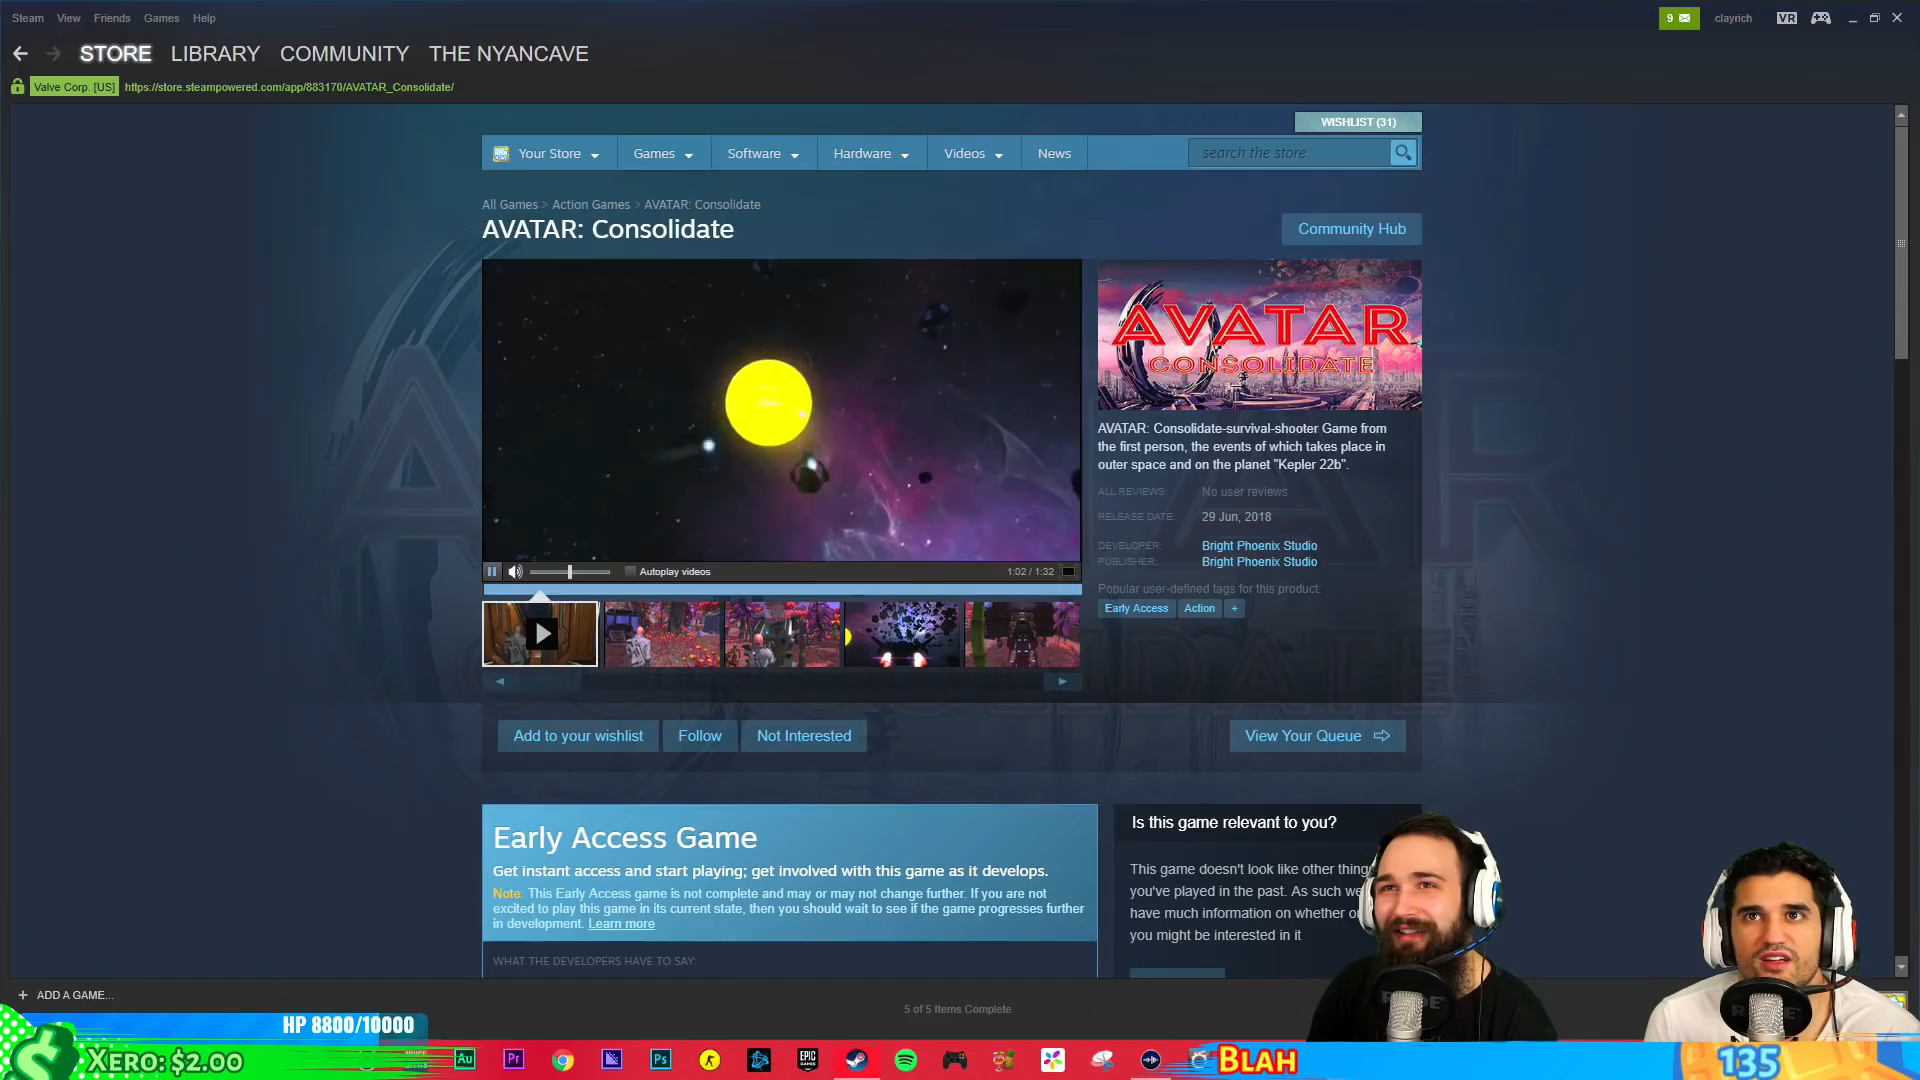 Steam View Friends Games Help
9 clayrich VR
STORE LIBRARY COMMUNITY THE NYANCAVE
Valve Corp. [US] https://store.steampowered.com/app/883170/AVATAR_Consolidate/
WISHLIST (31)
Your Store Games Software Hardware Videos News search the store
All Games > Action Games > AVATAR: Consolidate
AVATAR: Consolidate
Community Hub
AVATAR
CONSOLIDATE
AVATAR: Consolidate-survival-shooter Game from
the first person, the events of which takes place in
outer space and on the planet "Kepler 22b".
ALL REVIEWS: No user reviews
RELEASE DATE: 29 Jun, 2018
DEVELOPER: Bright Phoenix Studio
PUBLISHER: Bright Phoenix Studio
Popular user-defined tags for this product:
Early Access Action +
Autoplay videos 1:02 / 1:32
Add to your wishlist Follow Not Interested View Your Queue
Early Access Game
Get instant access and start playing; get involved with this game as it develops.
Note: This Early Access game is not complete and may or may not change further. If you are not
excited to play this game in its current state, then you should wait to see if the game progresses further
in development. Learn more
WHAT THE DEVELOPERS HAVE TO SAY:
Is this game relevant to you?
This game doesn't look like other thing
you've played in the past. As such we
have much information on whether o
you might be interested in it
+ ADD A GAME...
5 of 5 Items Complete
HP 8800/10000
$ XERO: $2.00
Au Pr Ps EPIC GAMES
BLAH
135
RØDE